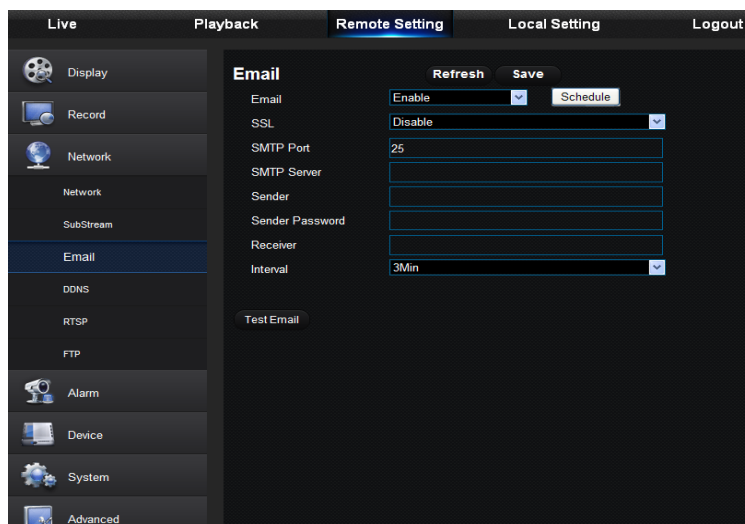 Live Playback Remote Setting Local Setting Logout
Display
Record
Network
Network
SubStream
Email
DDNS
RTSP
FTP
Alarm
Device
System
Advanced
Email Refresh Save
Email Enable Schedule
SSL Disable
SMTP Port 25
SMTP Server
Sender
Sender Password
Receiver
Interval 3Min
Test Email